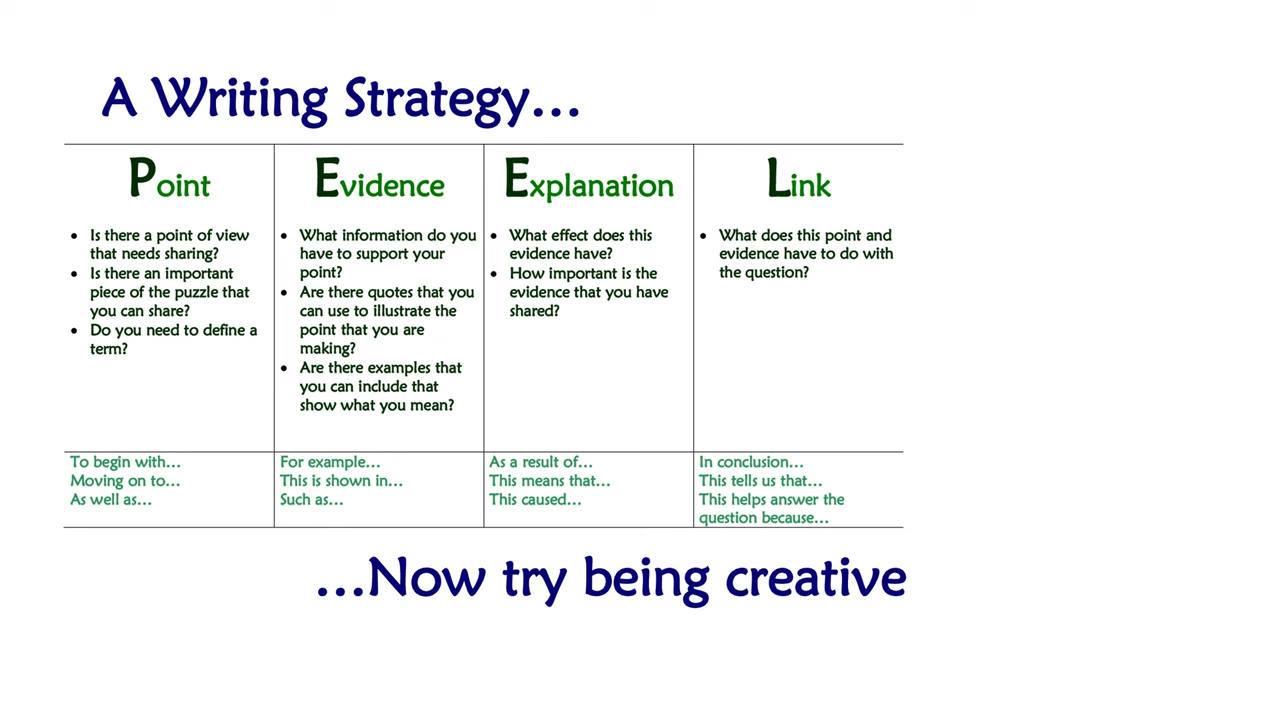 A Writing Strategy...
Point
Is there a point of view
that needs sharing?
Is there an important
piece of the puzzle that
you can share?
Do you need to define a
term?
Evidence
What information do you
have to support your
point?
Are there quotes that you
can use to illustrate the
point that you are
making?
Are there examples that
you can include that
show what you mean?
Explanation
What effect does this
evidence have?
How important is the
evidence that you have
shared?
Link
What does this point and
evidence have to do with
the question?
To begin with...
Moving on to...
As well as...
For example...
This is shown in...
Such as...
As a result of...
This means that...
This caused...
In conclusion...
This tells us that...
This helps answer the
question because...
...Now try being creative